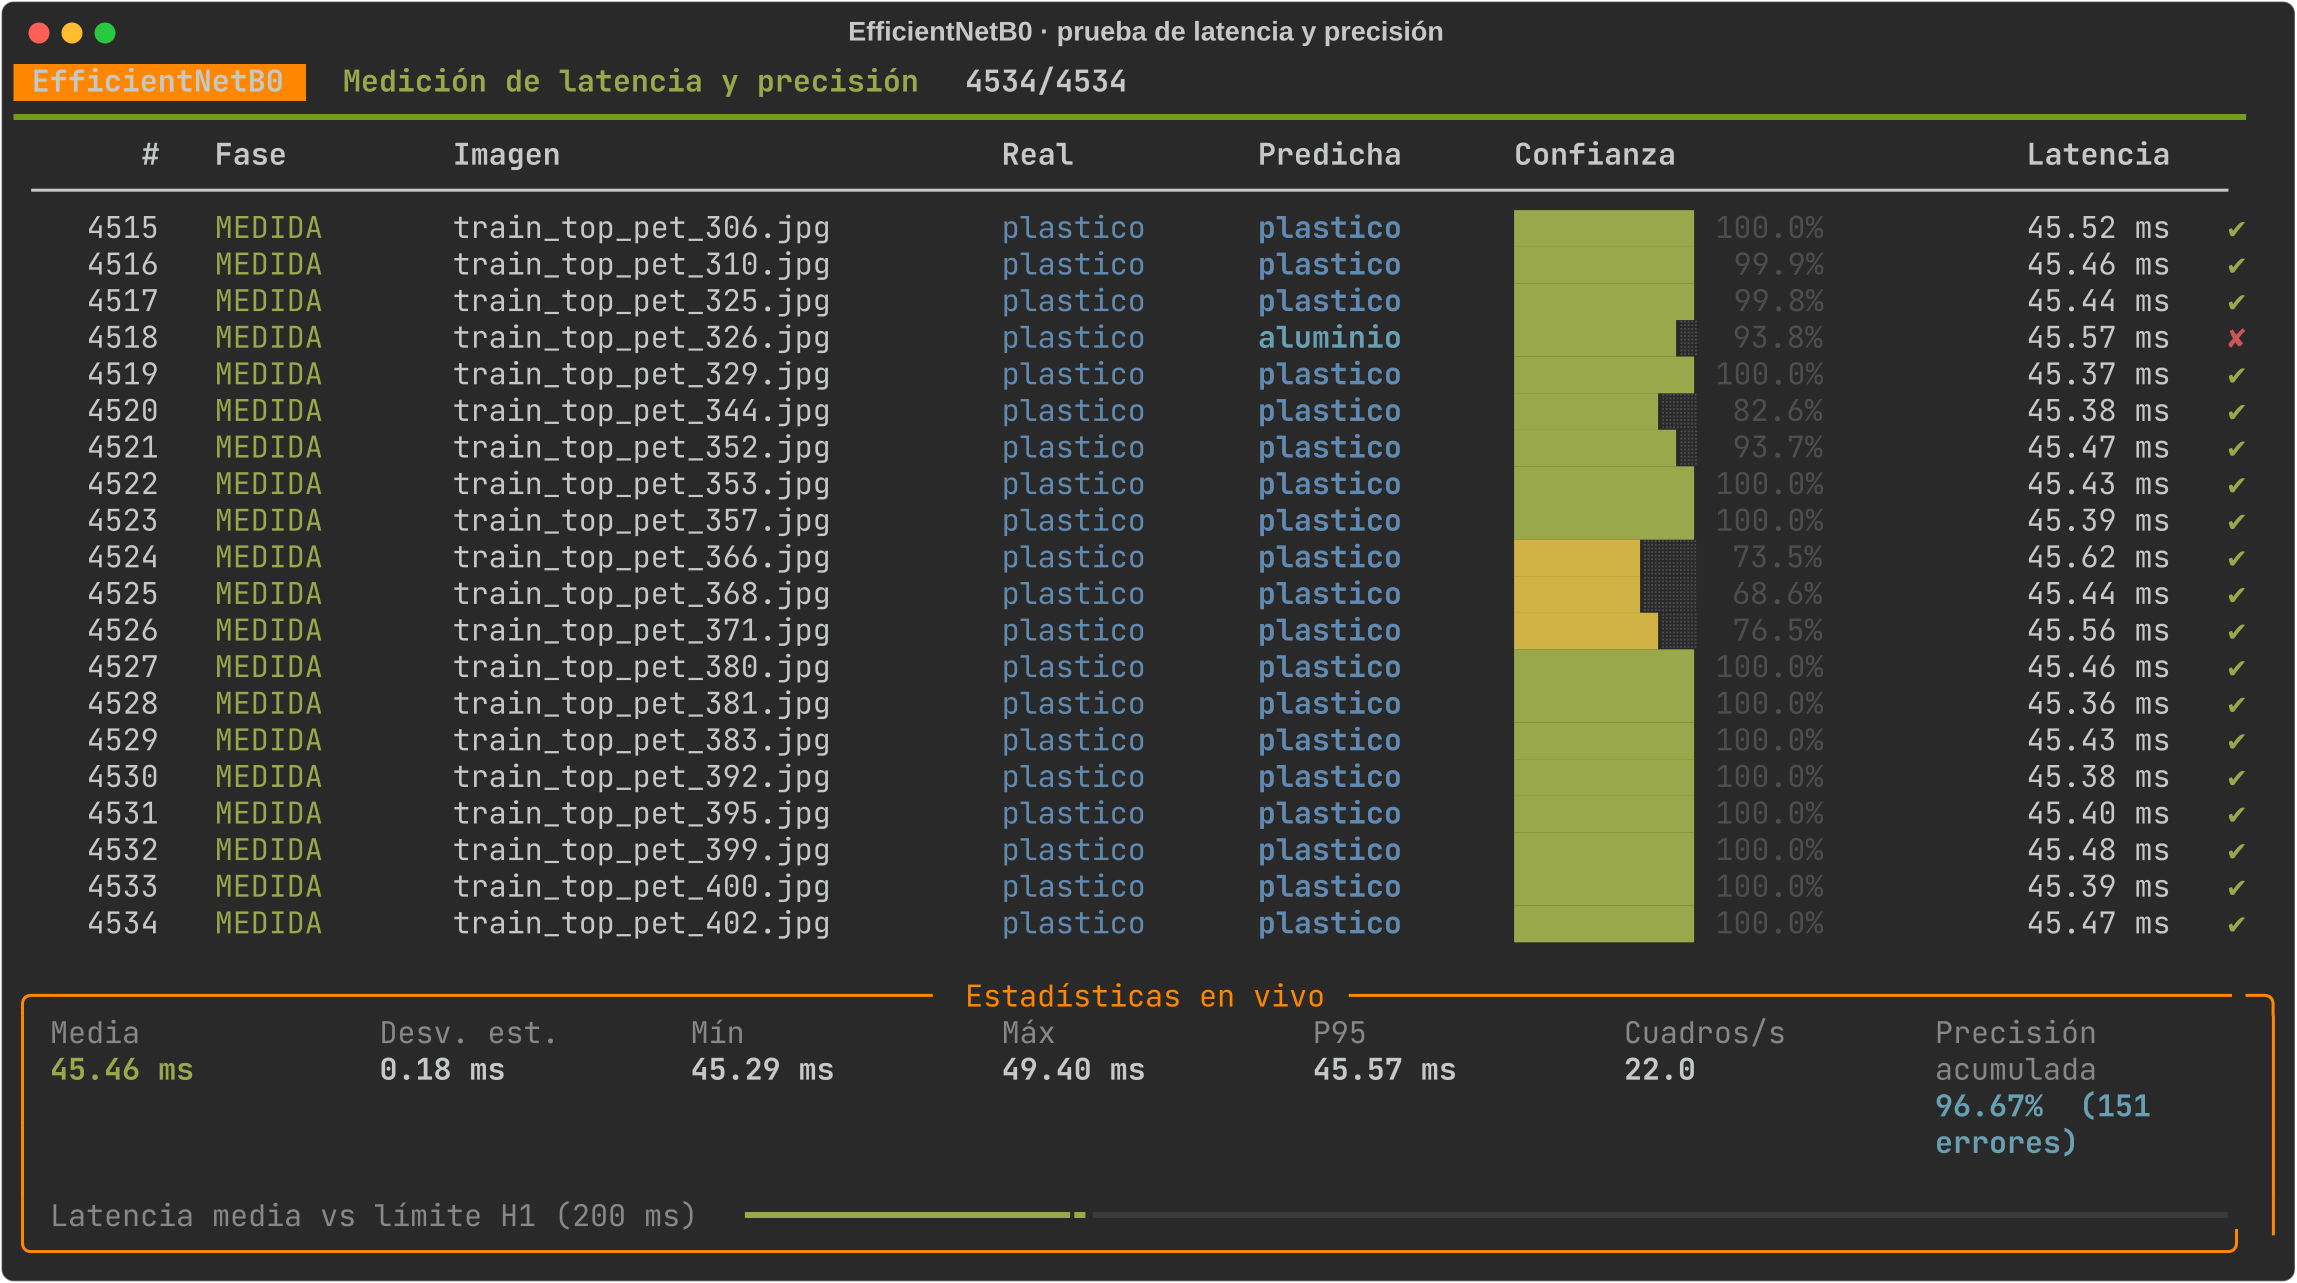 EfficientNetB0 · prueba de latencia y precisión
EfficientNetB0 Medición de latencia y precisión 4534/4534
# Fase Imagen Real Predicha Confianza Latencia
4515 MEDIDA train_top_pet_306.jpg plastico plastico 100.0% 45.52 ms ✔
4516 MEDIDA train_top_pet_310.jpg plastico plastico 99.9% 45.46 ms ✔
4517 MEDIDA train_top_pet_325.jpg plastico plastico 99.8% 45.44 ms ✔
4518 MEDIDA train_top_pet_326.jpg plastico aluminio 93.8% 45.57 ms ✘
4519 MEDIDA train_top_pet_329.jpg plastico plastico 100.0% 45.37 ms ✔
4520 MEDIDA train_top_pet_344.jpg plastico plastico 82.6% 45.38 ms ✔
4521 MEDIDA train_top_pet_352.jpg plastico plastico 93.7% 45.47 ms ✔
4522 MEDIDA train_top_pet_353.jpg plastico plastico 100.0% 45.43 ms ✔
4523 MEDIDA train_top_pet_357.jpg plastico plastico 100.0% 45.39 ms ✔
4524 MEDIDA train_top_pet_366.jpg plastico plastico 73.5% 45.62 ms ✔
4525 MEDIDA train_top_pet_368.jpg plastico plastico 68.6% 45.44 ms ✔
4526 MEDIDA train_top_pet_371.jpg plastico plastico 76.5% 45.56 ms ✔
4527 MEDIDA train_top_pet_380.jpg plastico plastico 100.0% 45.46 ms ✔
4528 MEDIDA train_top_pet_381.jpg plastico plastico 100.0% 45.36 ms ✔
4529 MEDIDA train_top_pet_383.jpg plastico plastico 100.0% 45.43 ms ✔
4530 MEDIDA train_top_pet_392.jpg plastico plastico 100.0% 45.38 ms ✔
4531 MEDIDA train_top_pet_395.jpg plastico plastico 100.0% 45.40 ms ✔
4532 MEDIDA train_top_pet_399.jpg plastico plastico 100.0% 45.48 ms ✔
4533 MEDIDA train_top_pet_400.jpg plastico plastico 100.0% 45.39 ms ✔
4534 MEDIDA train_top_pet_402.jpg plastico plastico 100.0% 45.47 ms ✔
Estadísticas en vivo
Media Desv. est. Mín Máx P95 Cuadros/s Precisión
45.46 ms 0.18 ms 45.29 ms 49.40 ms 45.57 ms 22.0 acumulada
96.67% (151
errores)
Latencia media vs límite H1 (200 ms)